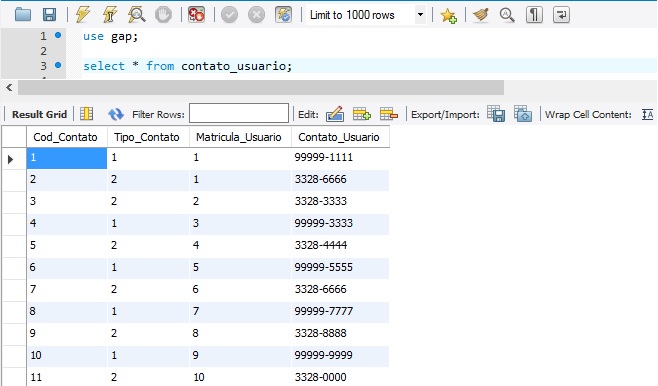 Limit to 1000 rows
1 use gap;
2
3 select * from contato_usuario;
Result Grid Filter Rows: Edit: Export/Import: Wrap Cell Content: IA
Cod_Contato Tipo_Contato Matricula_Usuario Contato_Usuario
1 1 1 99999-1111
2 2 1 3328-6666
3 2 2 3328-3333
4 1 3 99999-3333
5 2 4 3328-4444
6 1 5 99999-5555
7 2 6 3328-6666
8 1 7 99999-7777
9 2 8 3328-8888
10 1 9 99999-9999
11 2 10 3328-0000